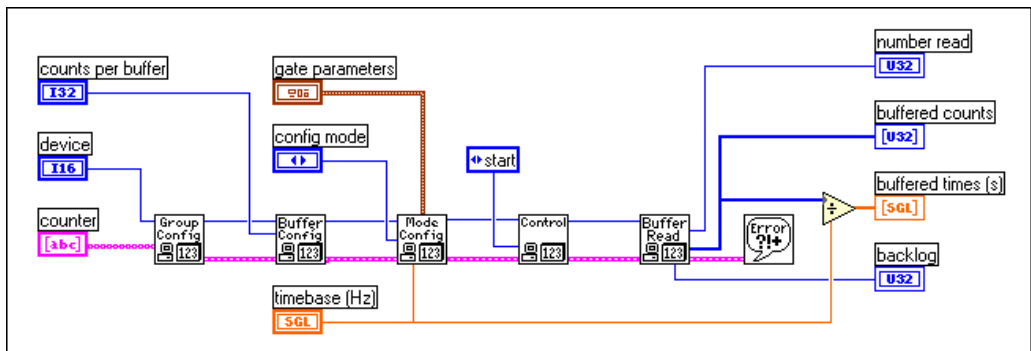 number read
U32
counts per buffer
I32
gate parameters
buffered counts
[U32]
device
I16
config mode
start
buffered times (s)
[SGL]
counter
[abc]
Group Config
123
Buffer Config
123
Mode Config
123
Control
123
Buffer Read
123
Error
?!+
÷
backlog
U32
timebase (Hz)
SGL